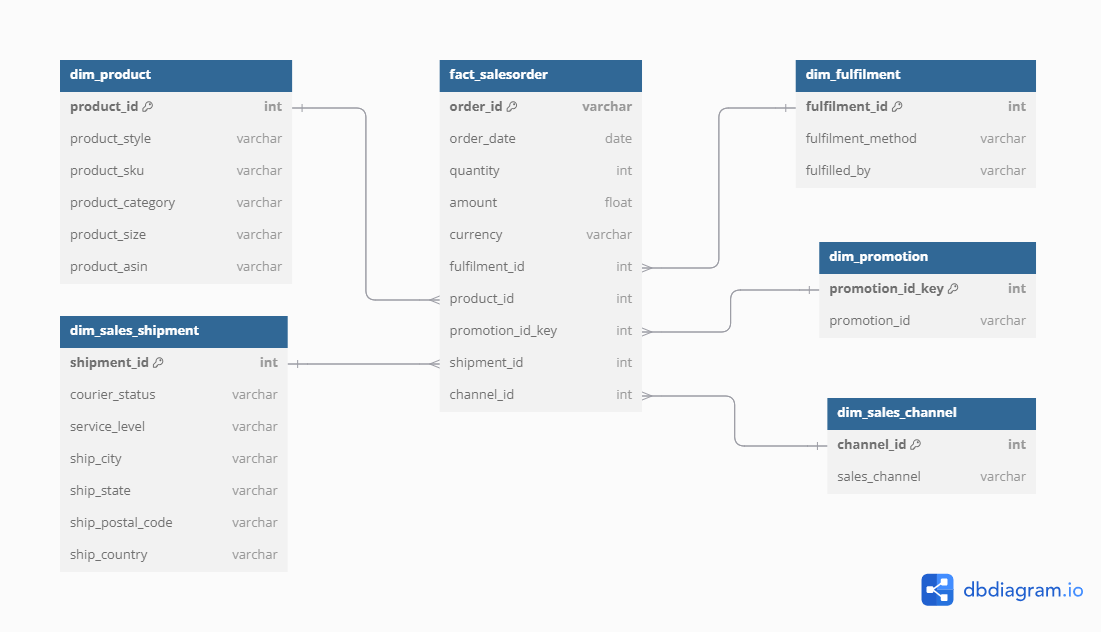 dim_product
product_id int
product_style varchar
product_sku varchar
product_category varchar
product_size varchar
product_asin varchar
dim_sales_shipment
shipment_id int
courier_status varchar
service_level varchar
ship_city varchar
ship_state varchar
ship_postal_code varchar
ship_country varchar
fact_salesorder
order_id varchar
order_date date
quantity int
amount float
currency varchar
fulfilment_id int
product_id int
promotion_id_key int
shipment_id int
channel_id int
dim_fulfilment
fulfilment_id int
fulfilment_method varchar
fulfilled_by varchar
dim_promotion
promotion_id_key int
promotion_id varchar
dim_sales_channel
channel_id int
sales_channel varchar
dbdiagram.io